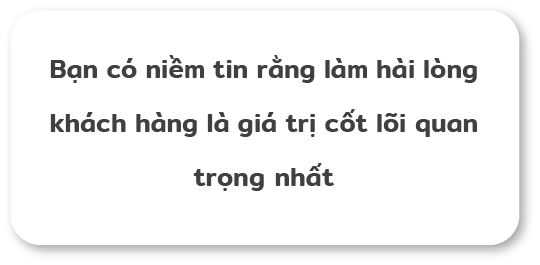 Bạn có niềm tin rằng làm hài lòng
khách hàng là giá trị cốt lõi quan
trọng nhất